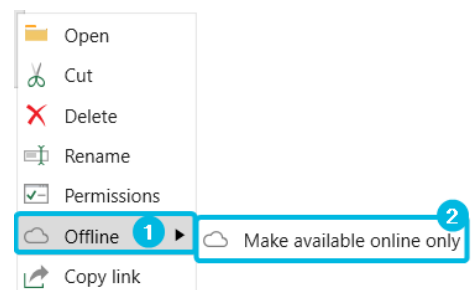 Open
Cut
Delete
Rename
Permissions
Offline 1
2
Make available online only
Copy link